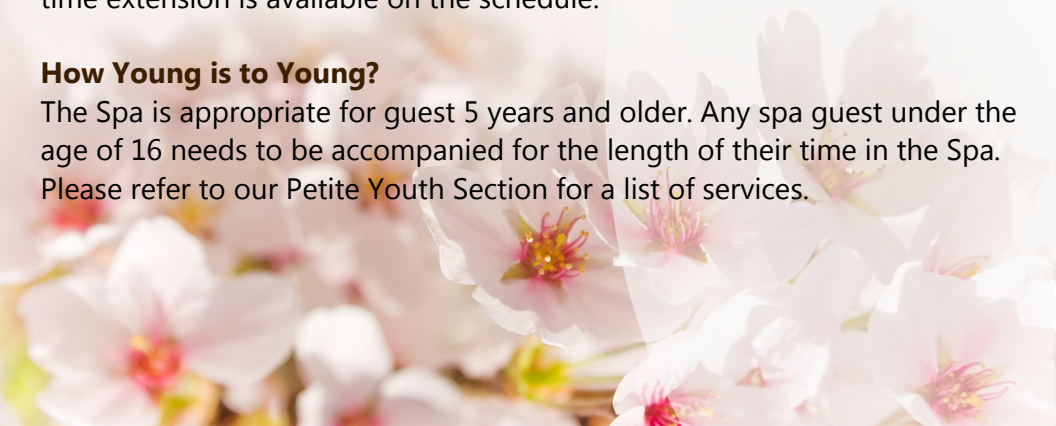 time extension is available on the schedule.
How Young is to Young?
The Spa is appropriate for guest 5 years and older. Any spa guest under the
age of 16 needs to be accompanied for the length of their time in the Spa.
Please refer to our Petite Youth Section for a list of services.